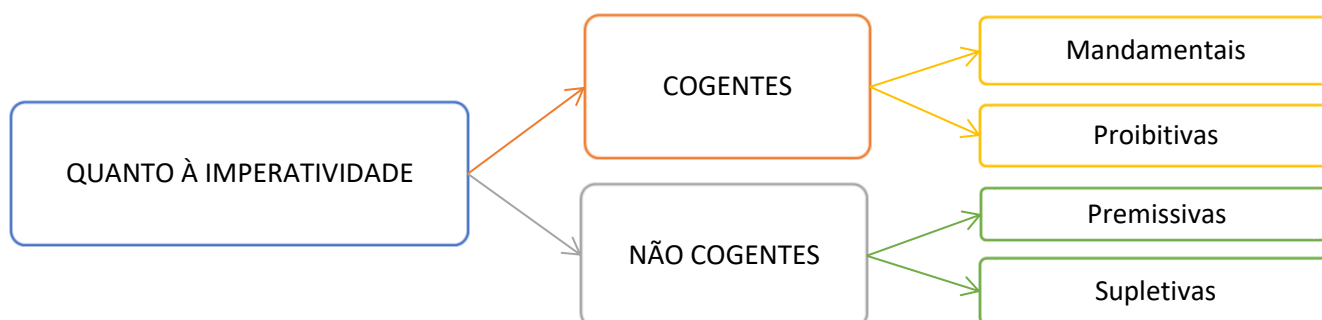 QUANTO À IMPERATIVIDADE
COGENTES
Mandamentais
Proibitivas
NÃO COGENTES
Premissivas
Supletivas